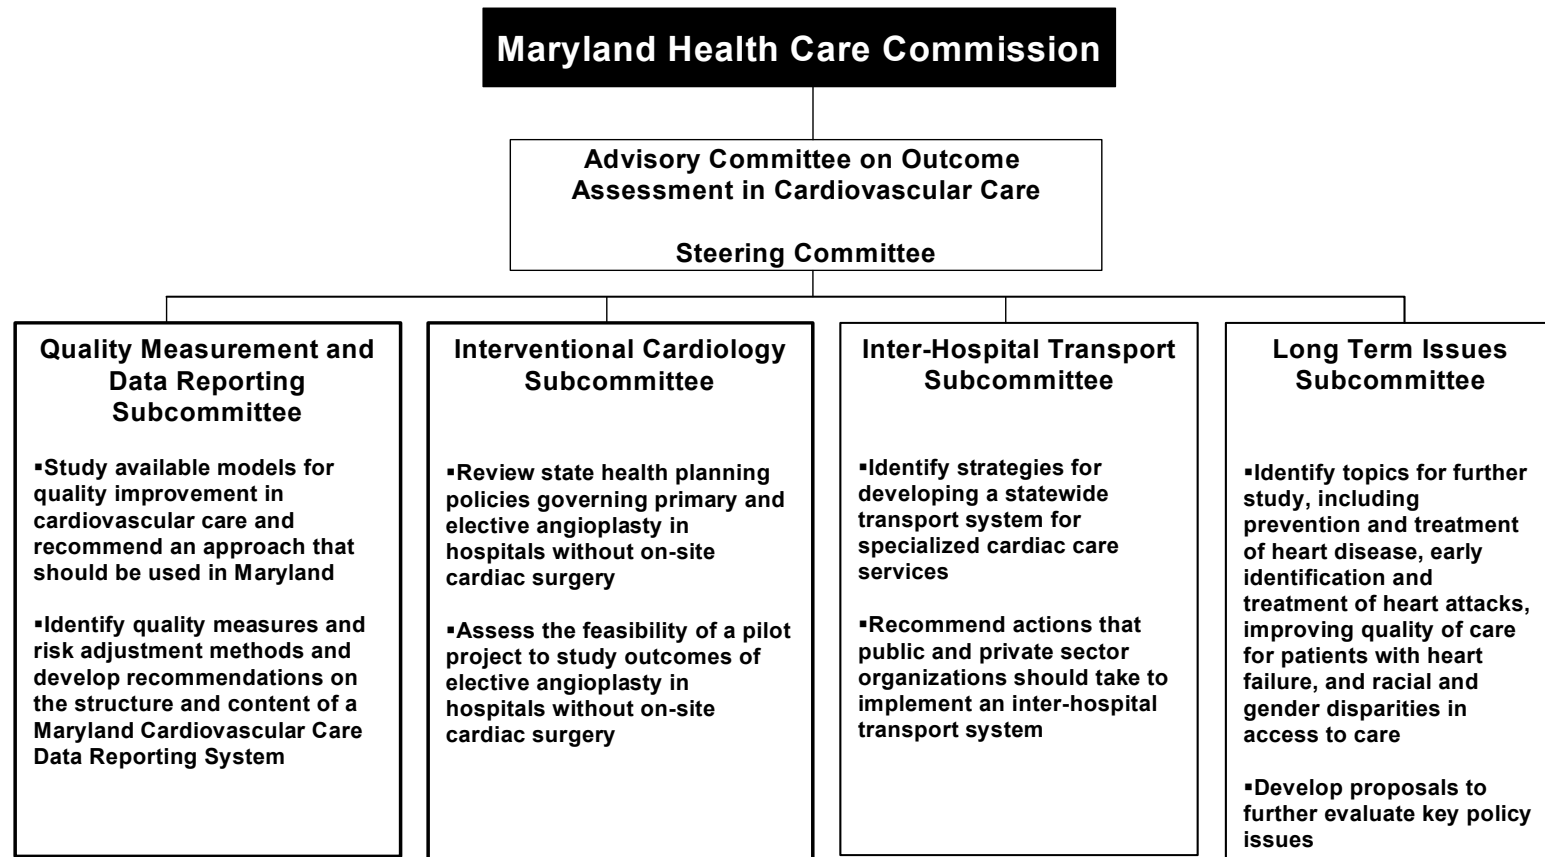 Maryland Health Care Commission
Advisory Committee on Outcome
Assessment in Cardiovascular Care
Steering Committee
Quality Measurement and
Data Reporting
Subcommittee
▪Study available models for
quality improvement in
cardiovascular care and
recommend an approach that
should be used in Maryland
▪Identify quality measures and
risk adjustment methods and
develop recommendations on
the structure and content of a
Maryland Cardiovascular Care
Data Reporting System
Interventional Cardiology
Subcommittee
▪Review state health planning
policies governing primary and
elective angioplasty in
hospitals without on-site
cardiac surgery
▪Assess the feasibility of a pilot
project to study outcomes of
elective angioplasty in
hospitals without on-site
cardiac surgery
Inter-Hospital Transport
Subcommittee
▪Identify strategies for
developing a statewide
transport system for
specialized cardiac care
services
▪Recommend actions that
public and private sector
organizations should take to
implement an inter-hospital
transport system
Long Term Issues
Subcommittee
▪Identify topics for further
study, including
prevention and treatment
of heart disease, early
identification and
treatment of heart attacks,
improving quality of care
for patients with heart
failure, and racial and
gender disparities in
access to care
▪Develop proposals to
further evaluate key policy
issues